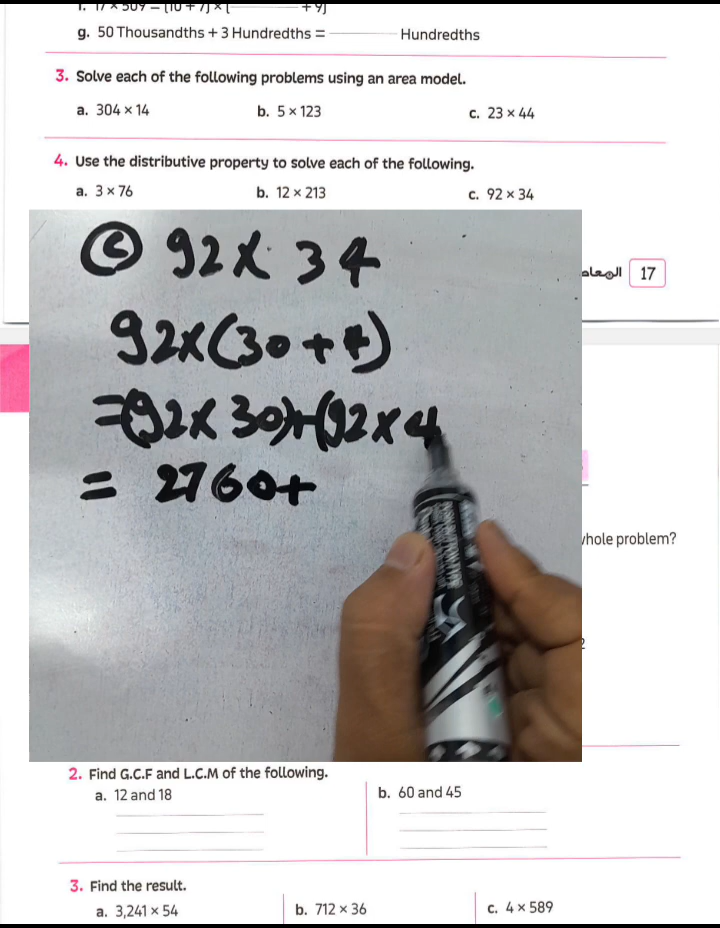 g. 50 Thousandths + 3 Hundredths = Hundredths
3. Solve each of the following problems using an area model.
a. 304 × 14 b. 5 × 123 c. 23 × 44
4. Use the distributive property to solve each of the following.
a. 3 × 76 b. 12 × 213 c. 92 × 34
17
C 92 × 34
92×(30+4)
=(92× 30)+(92×4
= 2760+
whole problem?
2. Find G.C.F and L.C.M of the following.
a. 12 and 18 b. 60 and 45
3. Find the result.
a. 3,241 × 54 b. 712 × 36 c. 4 × 589